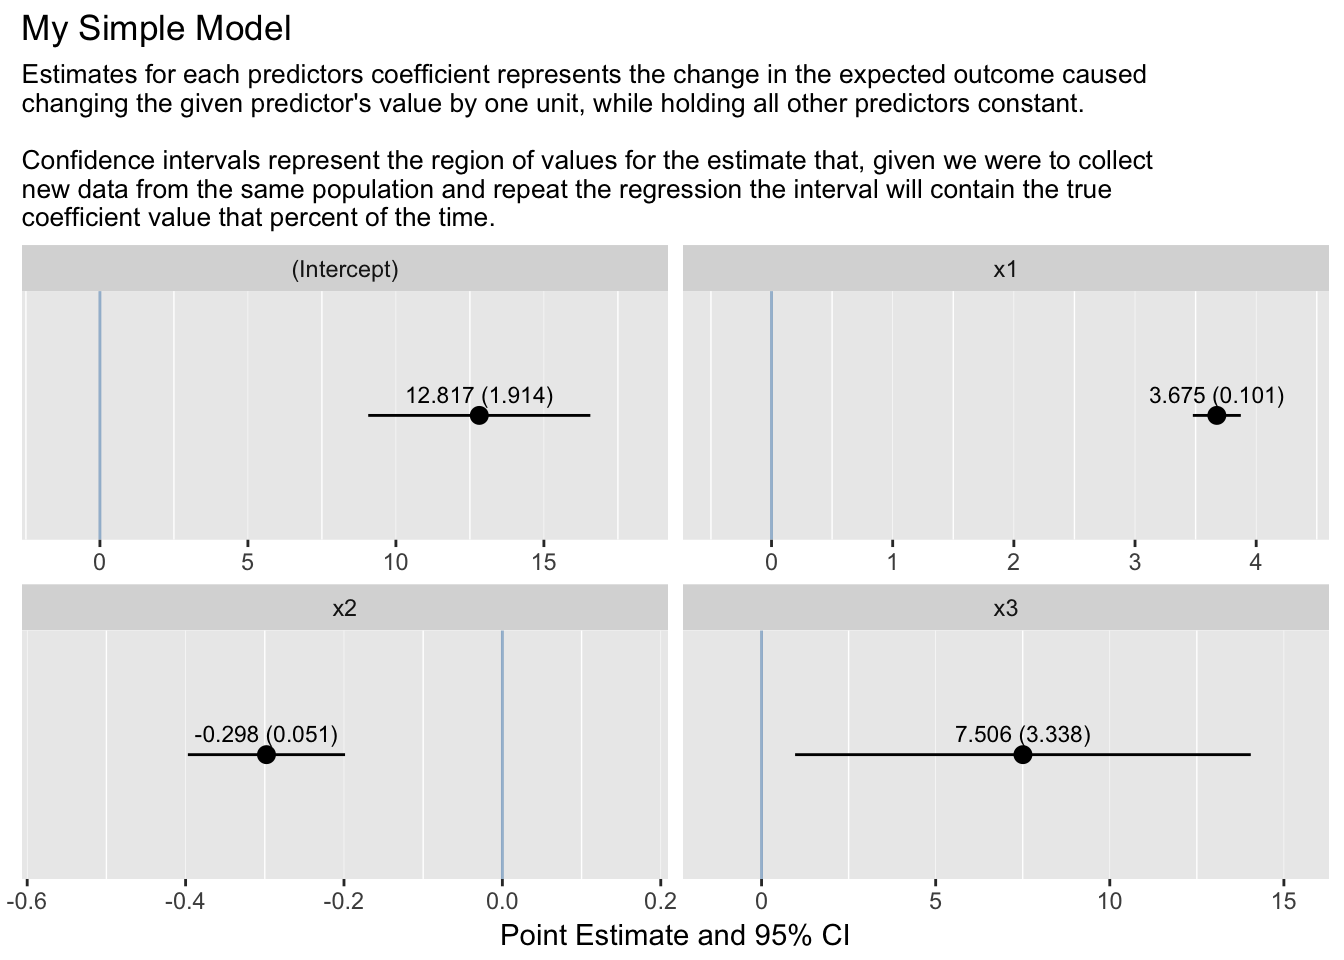 My Simple Model
Estimates for each predictors coefficient represents the change in the expected outcome caused
changing the given predictor's value by one unit, while holding all other predictors constant.
Confidence intervals represent the region of values for the estimate that, given we were to collect
new data from the same population and repeat the regression the interval will contain the true
coefficient value that percent of the time.
(Intercept)
12.817 (1.914)
0 5 10 15
x1
3.675 (0.101)
0 1 2 3 4
x2
-0.298 (0.051)
-0.6 -0.4 -0.2 0.0 0.2
x3
7.506 (3.338)
0 5 10 15
Point Estimate and 95% CI